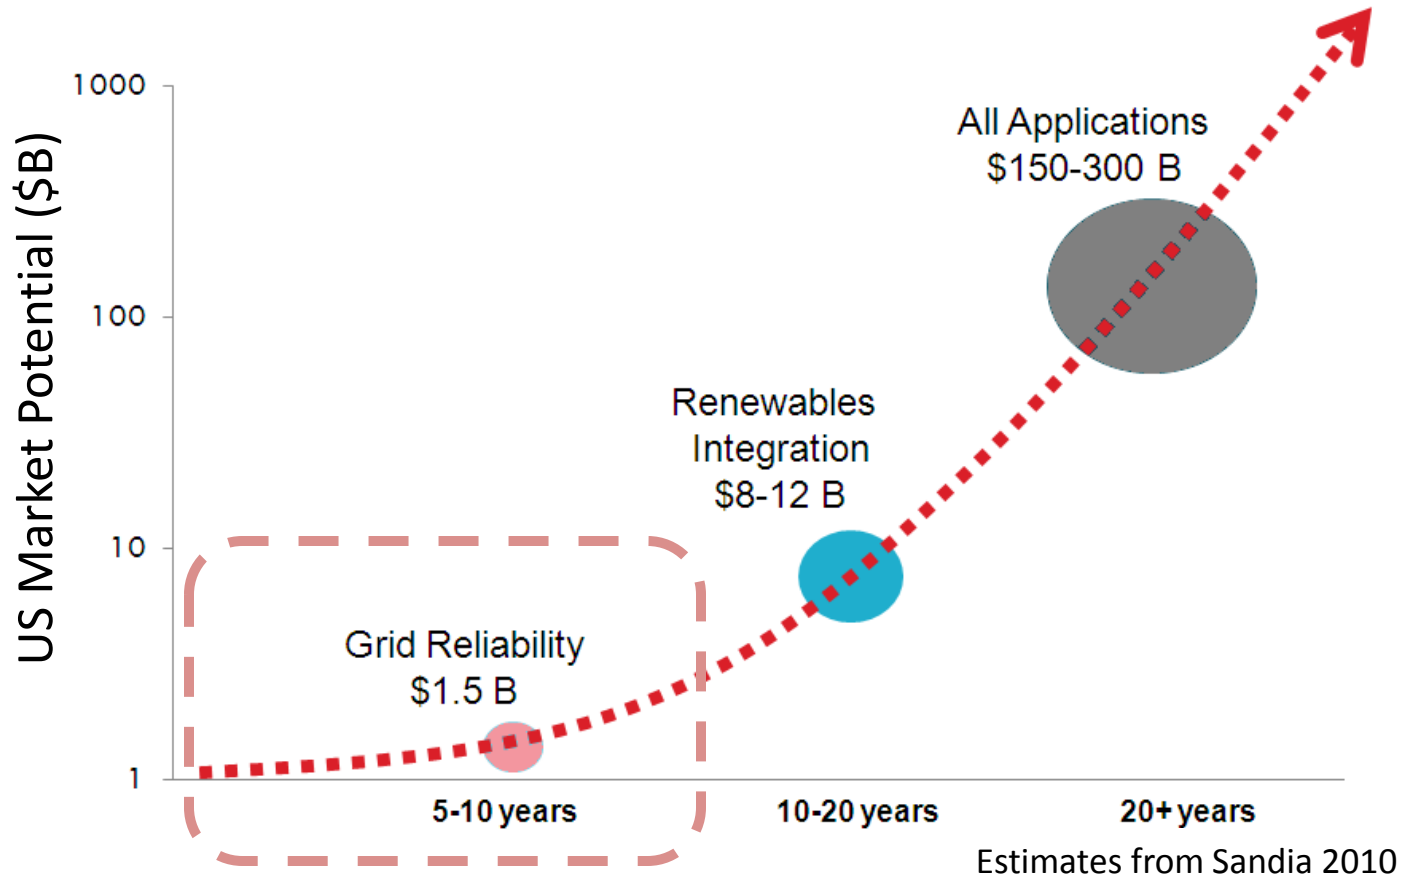 US Market Potential ($B)
1000
100
10
1
All Applications
$150-300 B
Renewables
Integration
$8-12 B
Grid Reliability
$1.5 B
5-10 years
10-20 years
20+ years
Estimates from Sandia 2010